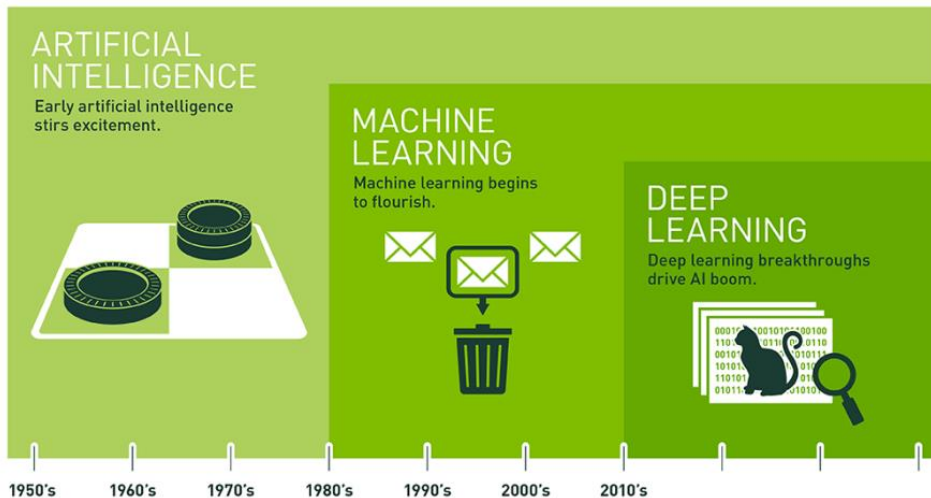 ARTIFICIAL
INTELLIGENCE
Early artificial intelligence
stirs excitement.
MACHINE
LEARNING
Machine learning begins
to flourish.
DEEP
LEARNING
Deep learning breakthroughs
drive AI boom.
1950's 1960's 1970's 1980's 1990's 2000's 2010's